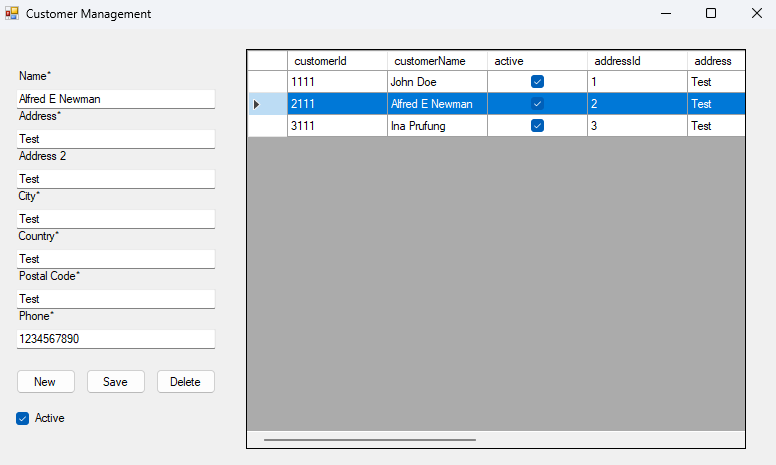 Customer Management
Name*
Alfred E Newman
Address*
Test
Address 2
Test
City*
Test
Country*
Test
Postal Code*
Test
Phone*
1234567890
New Save Delete
Active
customerId customerName active addressId address
1111 John Doe 1 Test
2111 Alfred E Newman 2 Test
3111 Ina Prufung 3 Test